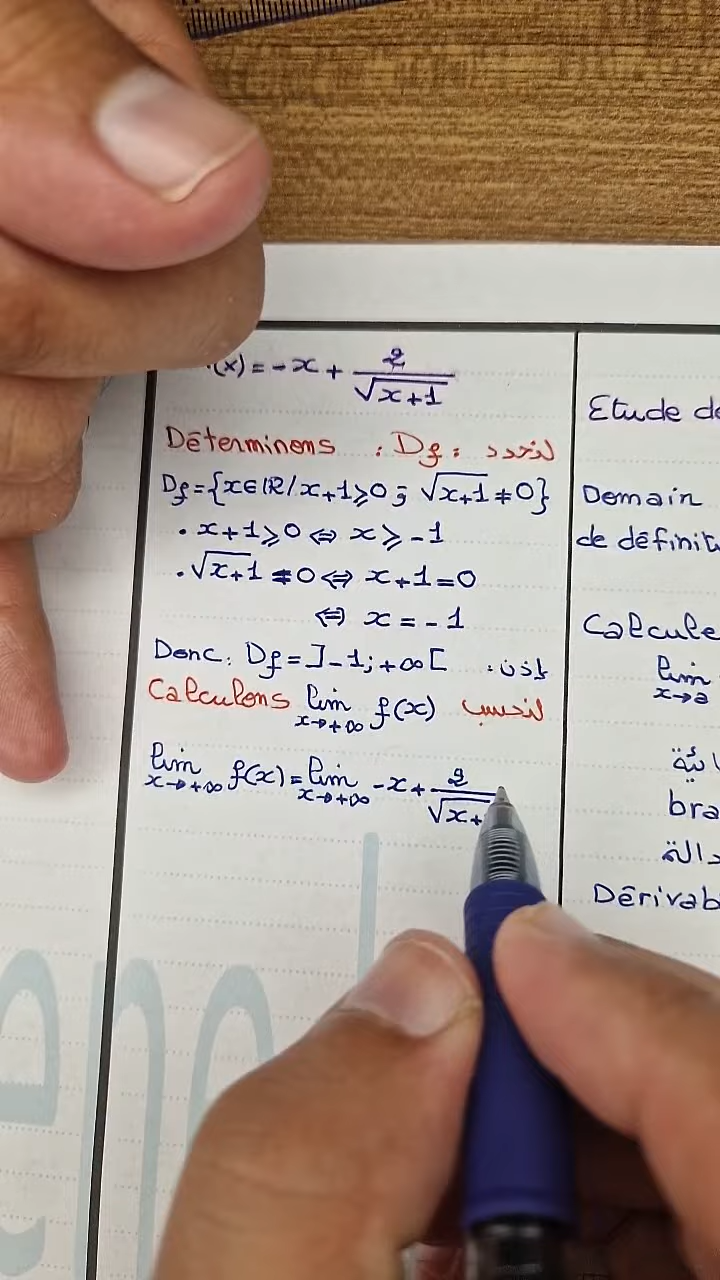 (x) = -x + 2/√(x+1)
Déterminons : Df : لنحدد
Df = {x ∈ ℝ / x+1 ⩾ 0 ; √(x+1) ≠ 0}
• x+1 ⩾ 0 ⇔ x ⩾ -1
• √(x+1) = 0 ⇔ x+1 = 0
⇔ x = -1
Donc : Df = ]-1 ; +∞[ إذن :
Calculons lim x→+∞ f(x) لنحسب
lim x→+∞ f(x) = lim x→+∞ -x + 2/√(x+
Etude de
Domain
de définit
Calcule
lim
x→a
bra
Dérivab